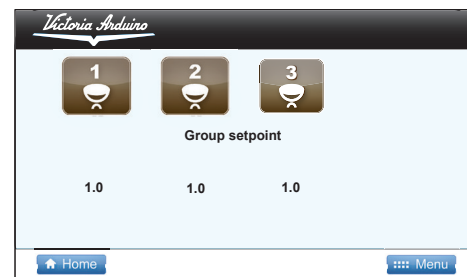 Victoria Arduino
1 2 3
Group setpoint
1.0 1.0 1.0
Home Menu